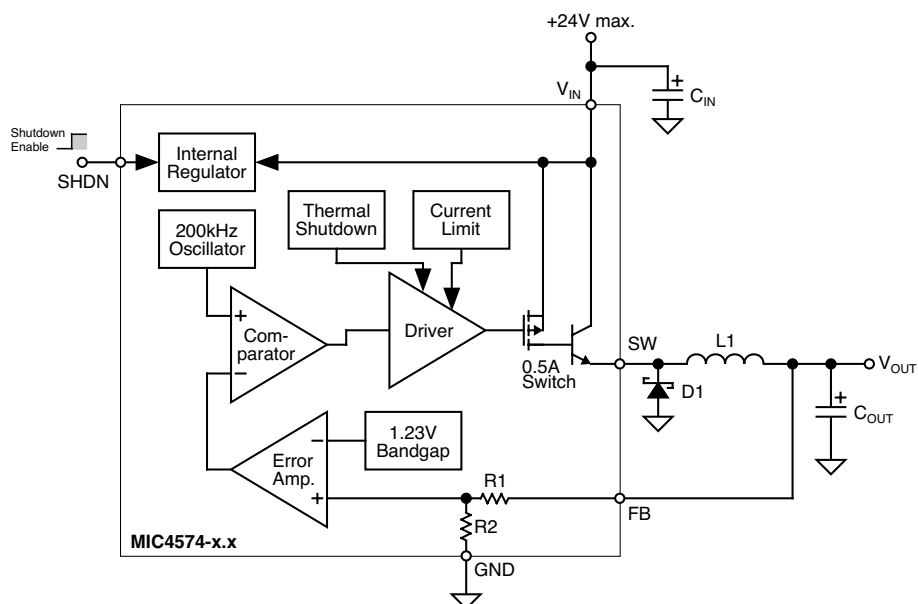 +24V max.
VIN
CIN
Shutdown
Enable
SHDN
Internal
Regulator
200kHz
Oscillator
Thermal
Shutdown
Current
Limit
+
Com-
parator
−
Driver
0.5A
Switch
SW
L1
VOUT
D1
+
COUT
+
Error
Amp.
−
+
1.23V
Bandgap
R1
R2
FB
MIC4574-x.x
GND